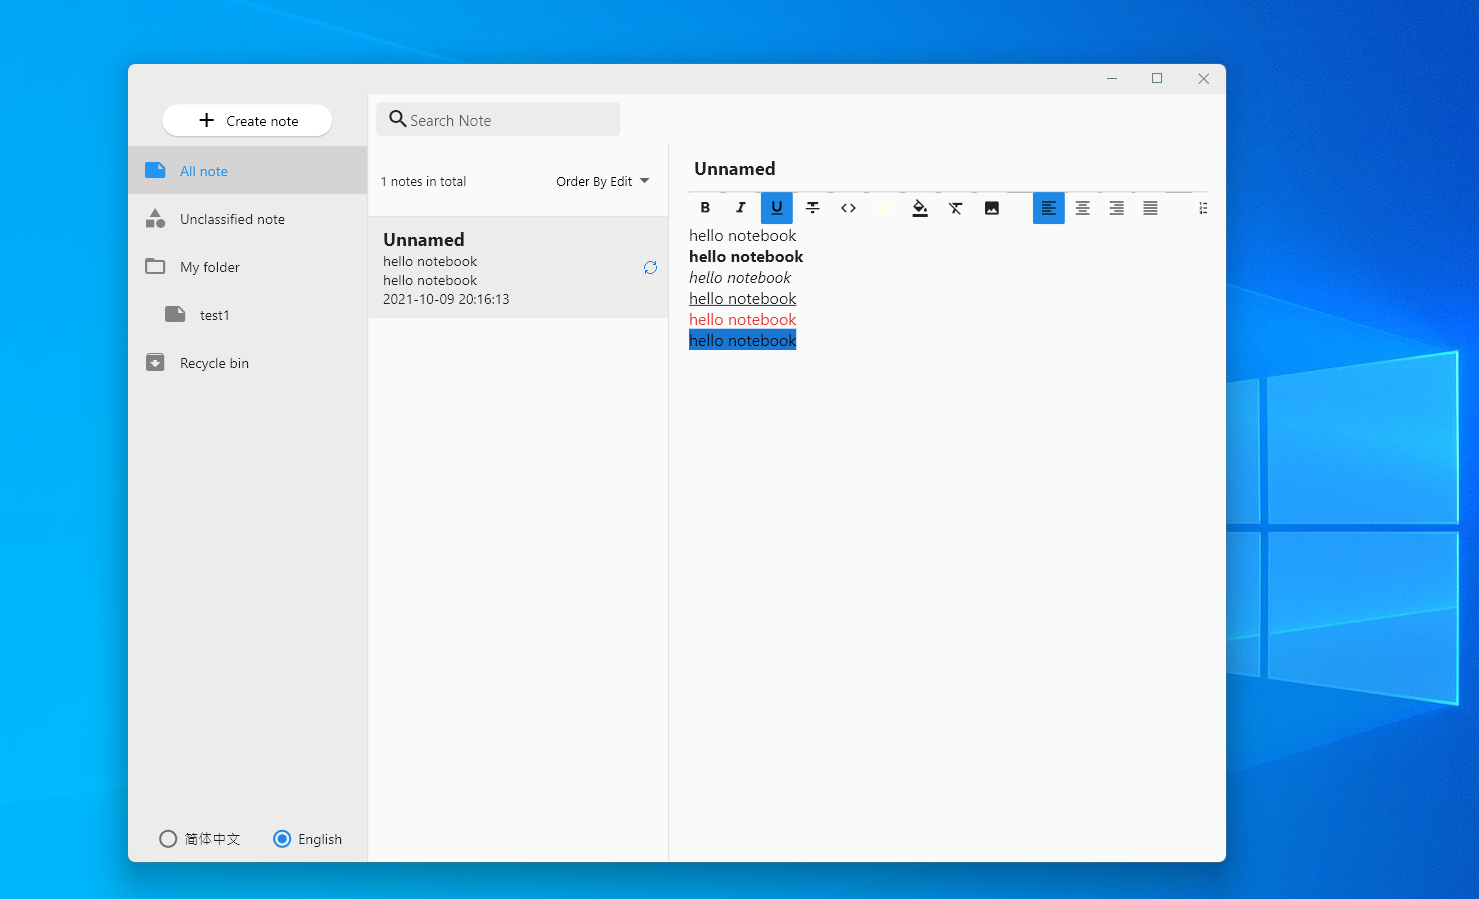 Create note
Search Note
All note
Unclassified note
My folder
test1
Recycle bin
简体中文
English
1 notes in total
Order By Edit
Unnamed
hello notebook
hello notebook
2021-10-09 20:16:13
Unnamed
B I U
hello notebook
hello notebook
hello notebook
hello notebook
hello notebook
hello notebook